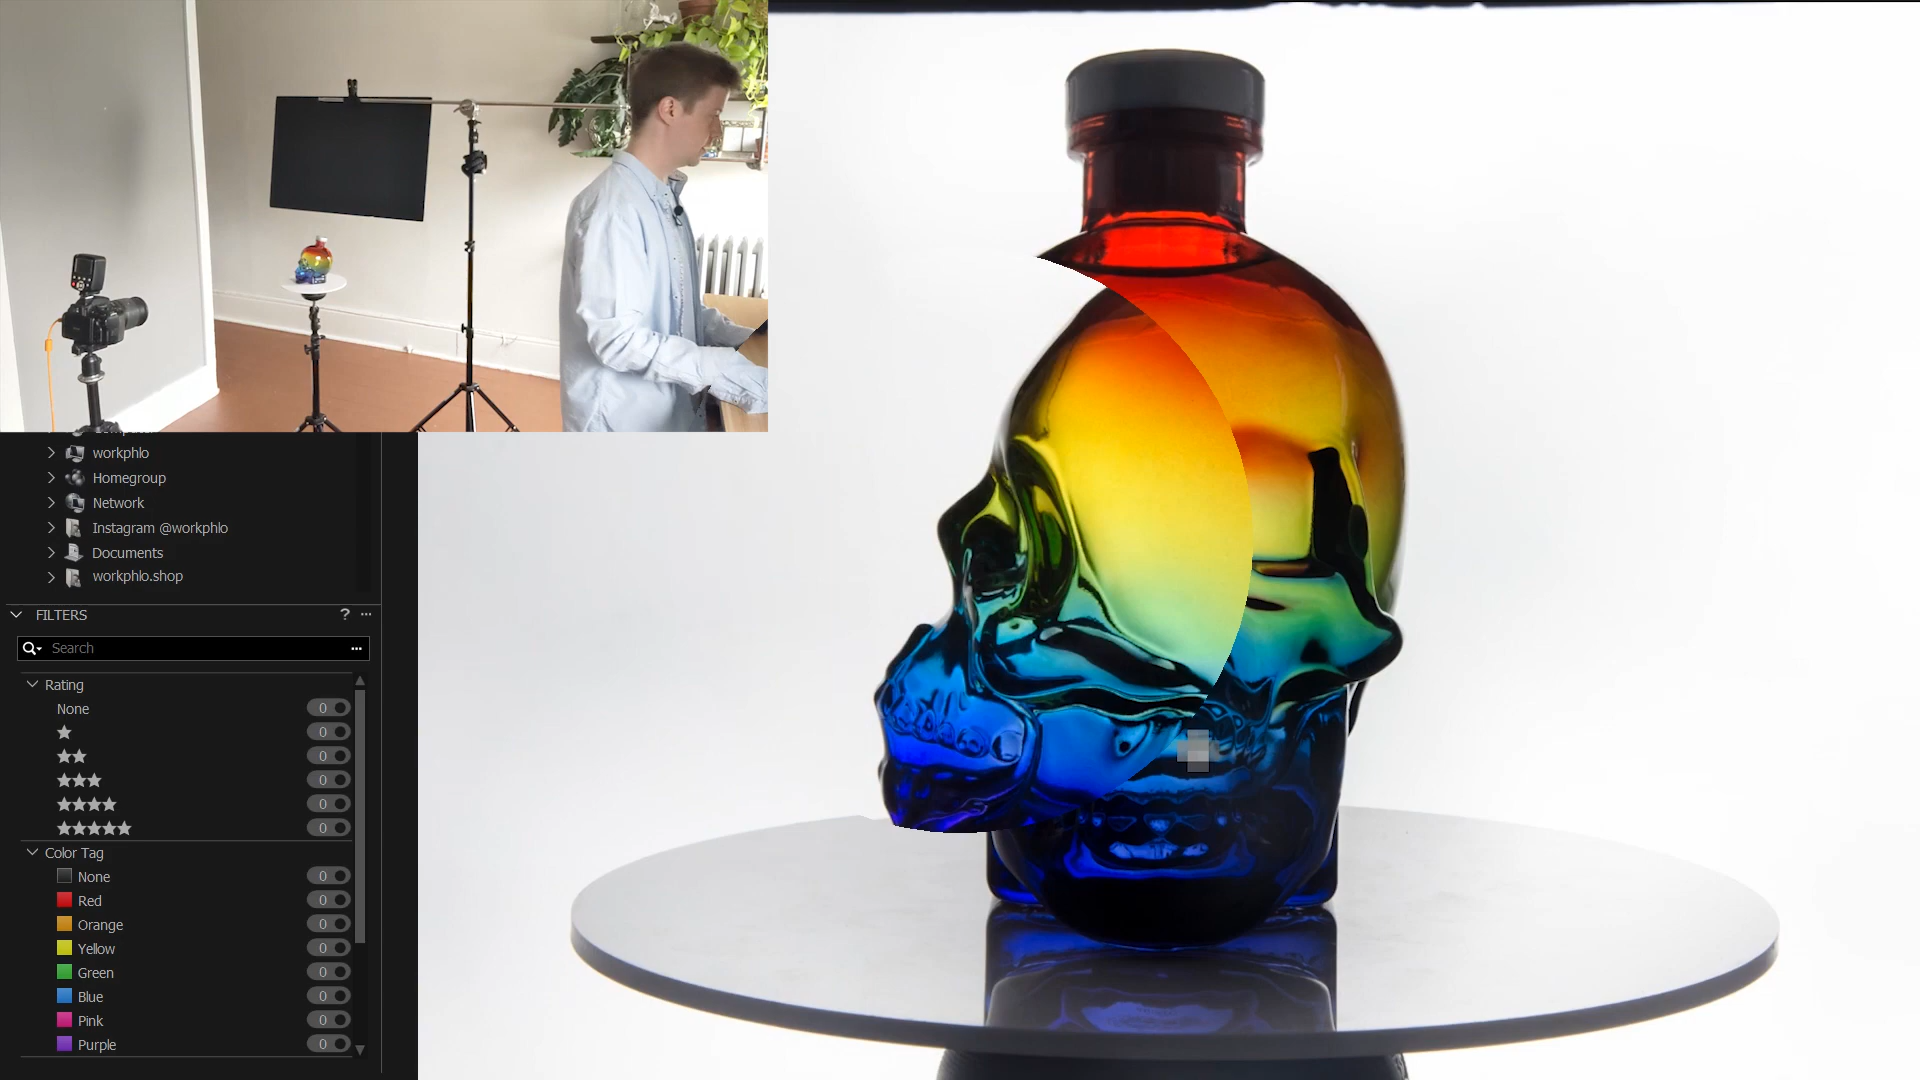 workphlo
Homegroup
Network
Instagram @workphlo
Documents
workphlo.shop
FILTERS ? ...
Search ...
Rating
None 0
0
0
0
0
0
Color Tag
None 0
Red 0
Orange 0
Yellow 0
Green 0
Blue 0
Pink 0
Purple 0